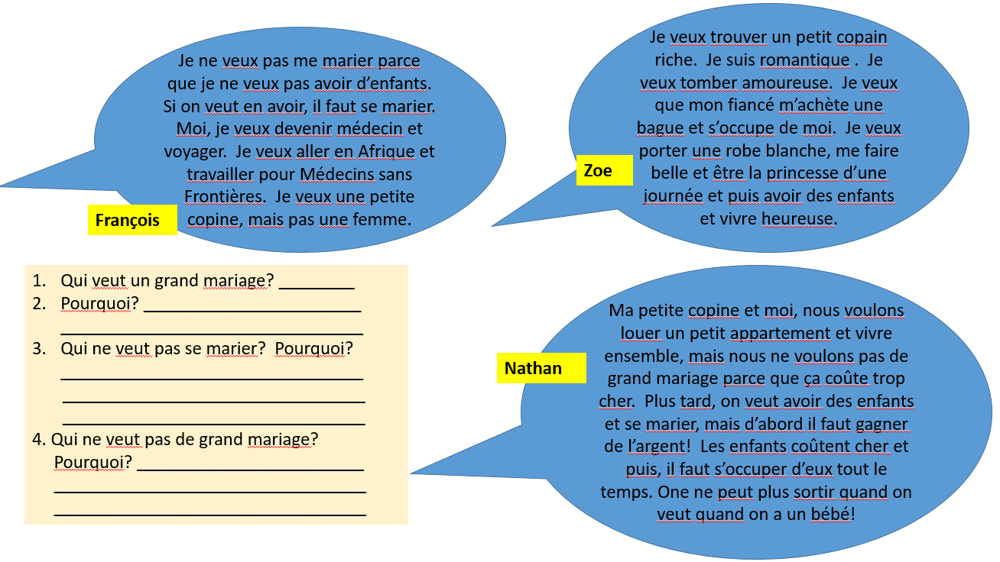 Je ne veux pas me marier parce
que je ne veux pas avoir d’enfants.
Si on veut en avoir, il faut se marier.
Moi, je veux devenir médecin et
voyager.  Je veux aller en Afrique et
travailler pour Médecins sans
Frontières.  Je veux une petite
copine, mais pas une femme.
François
Je veux trouver un petit copain
riche.  Je suis romantique .  Je
veux tomber amoureuse.  Je veux
que mon fiancé m’achète une
bague et s’occupe de moi.  Je veux
porter une robe blanche, me faire
belle et être la princesse d’une
journée et puis avoir des enfants
et vivre heureuse.
Zoe
1. Qui veut un grand mariage? ________
2. Pourquoi? _______________________
________________________________
3. Qui ne veut pas se marier?  Pourquoi?
________________________________
________________________________
________________________________
4. Qui ne veut pas de grand mariage?
Pourquoi? ________________________
_________________________________
_________________________________
Ma petite copine et moi, nous voulons
louer un petit appartement et vivre
ensemble, mais nous ne voulons pas de
grand mariage parce que ça coûte trop
cher.  Plus tard, on veut avoir des enfants
et se marier, mais d’abord il faut gagner
de l’argent!  Les enfants coûtent cher et
puis, il faut s’occuper d’eux tout le
temps. One ne peut plus sortir quand on
veut quand on a un bébé!
Nathan